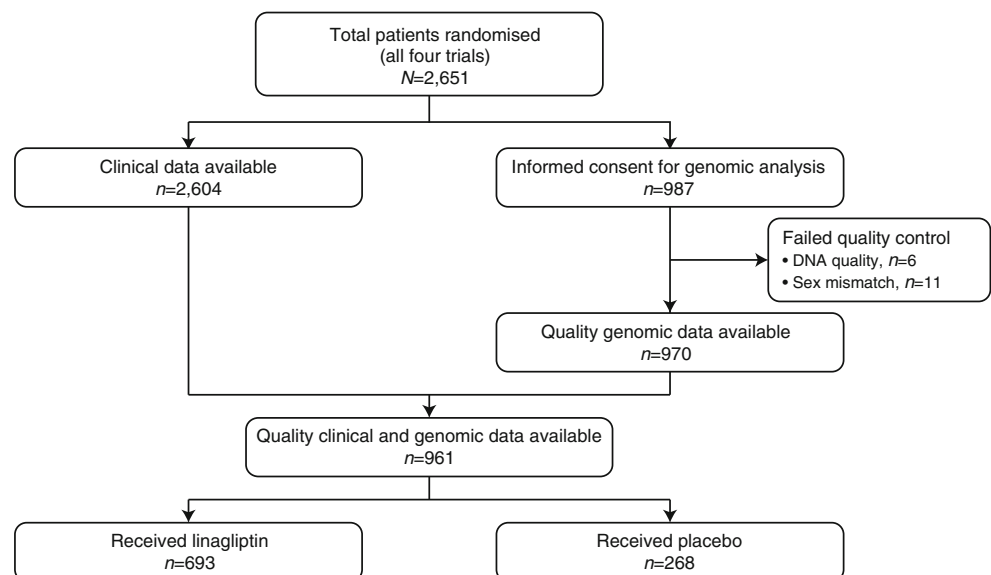 Total patients randomised
(all four trials)
N=2,651
Clinical data available
n=2,604
Informed consent for genomic analysis
n=987
Failed quality control
• DNA quality, n=6
• Sex mismatch, n=11
Quality genomic data available
n=970
Quality clinical and genomic data available
n=961
Received linagliptin
n=693
Received placebo
n=268